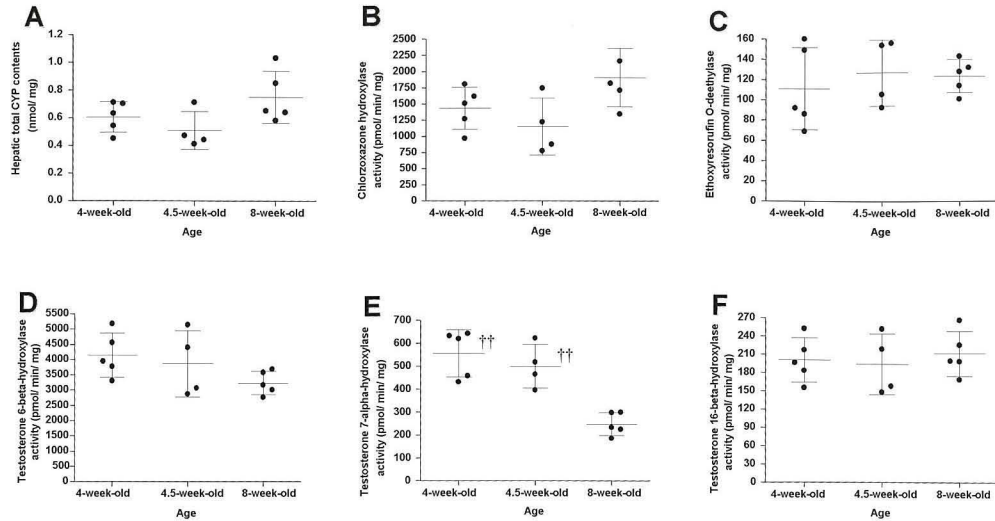 A
Hepatic total CYP contents
(nmol/ mg)
1.2
1.0
0.8
0.6
0.4
0.2
0.0
4-week-old 4.5-week-old 8-week-old
Age
B
Chlorzoxazone hydroxylase
activity (pmol/ min/ mg)
2500
2250
2000
1750
1500
1250
1000
750
500
250
0
4-week-old 4.5-week-old 8-week-old
Age
C
Ethoxyresorufin O-deethylase
activity (pmol/ min/ mg)
160
140
120
100
80
60
40
20
0
4-week-old 4.5-week-old 8-week-old
Age
D
Testosterone 6-beta-hydroxylase
activity (pmol/ min/ mg)
5500
5000
4500
4000
3500
3000
2500
2000
1500
1000
500
0
4-week-old 4.5-week-old 8-week-old
Age
E
Testosterone 7-alpha-hydroxylase
activity (pmol/ min/ mg)
700
600
500
400
300
200
100
0
††
††
4-week-old 4.5-week-old 8-week-old
Age
F
Testosterone 16-beta-hydroxylase
activity (pmol/ min/ mg)
270
240
210
180
150
120
90
60
30
0
4-week-old 4.5-week-old 8-week-old
Age